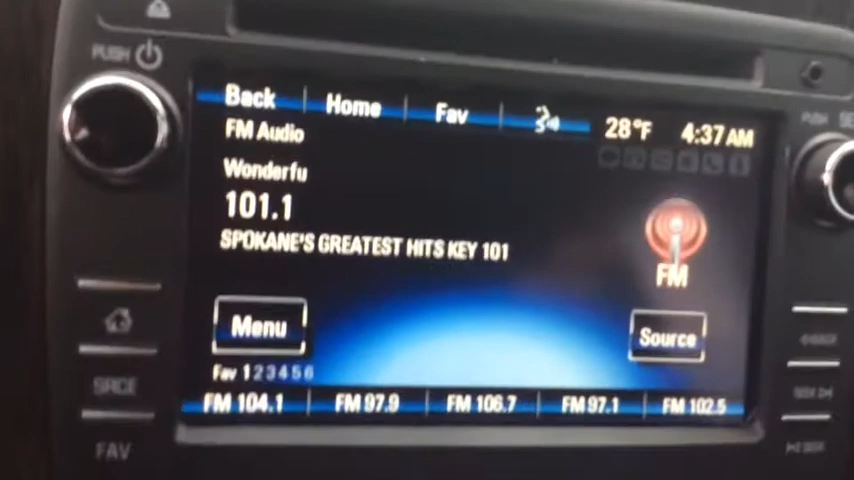 PUSH
Back Home Fav 28°F 4:37 AM
FM Audio
Wonderfu
101.1
SPOKANE'S GREATEST HITS KEY 101
FM
Menu Source
Fav 1 2 3 4 5 6
FM 104.1 FM 97.9 FM 106.7 FM 97.1 FM 102.5
SRCE
FAV
PUSH SE